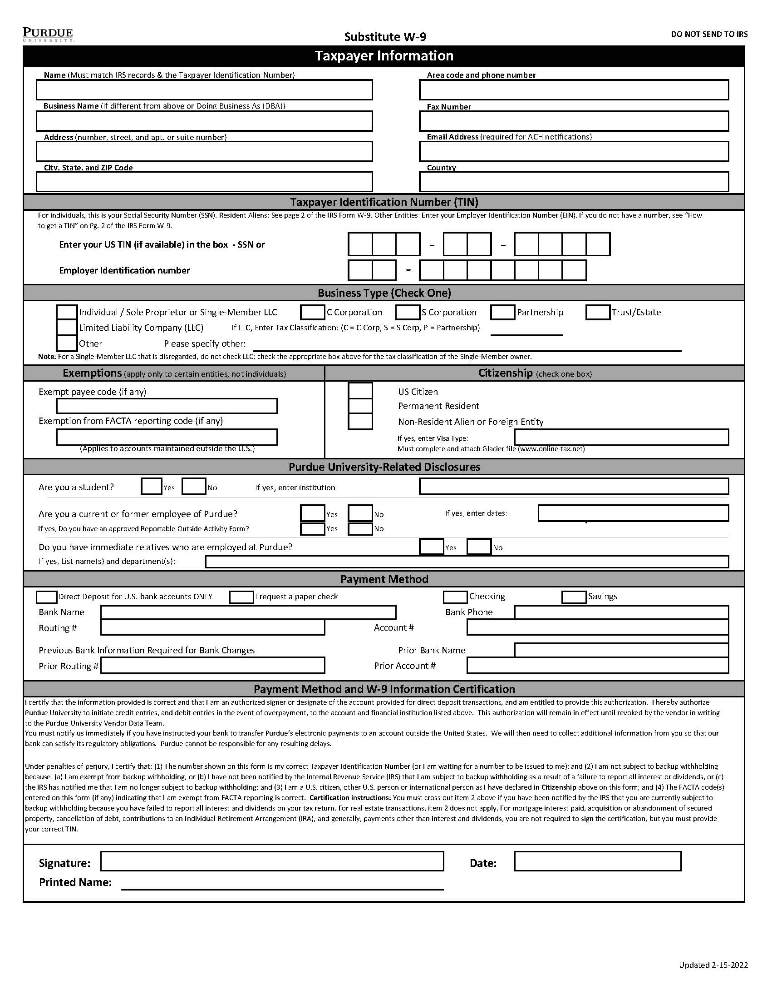 PURDUE
UNIVERSITY.
Substitute W-9
DO NOT SEND TO IRS
Taxpayer Information
Name (Must match IRS records & the Taxpayer Identification Number)
Area code and phone number
Business Name (If different from above or Doing Business As (DBA))
Fax Number
Address (number, street, and apt. or suite number)
Email Address (required for ACH notifications)
City, State, and ZIP Code
Country
Taxpayer Identification Number (TIN)
For individuals, this is your Social Security Number (SSN). Resident Aliens: See page 2 of the IRS Form W-9. Other Entities: Enter your Employer Identification Number (EIN). If you do not have a number, see “How
to get a TIN” on Pg. 2 of the IRS Form W-9.
Enter your US TIN (if available) in the box - SSN or - -
Employer Identification number -
Business Type (Check One)
Individual / Sole Proprietor or Single-Member LLC C Corporation S Corporation Partnership Trust/Estate
Limited Liability Company (LLC) If LLC, Enter Tax Classification: (C = C Corp, S = S Corp, P = Partnership)
Other Please specify other:
Note: For a Single-Member LLC that is disregarded, do not check LLC; check the appropriate box above for the tax classification of the Single-Member owner.
Exemptions (apply only to certain entities, not individuals)
Citizenship (check one box)
Exempt payee code (if any)
US Citizen
Permanent Resident
Exemption from FACTA reporting code (if any)
Non-Resident Alien or Foreign Entity
If yes, enter Visa Type:
(Applies to accounts maintained outside the U.S.)
Must complete and attach Glacier file (www.online-tax.net)
Purdue University-Related Disclosures
Are you a student? Yes No If yes, enter institution
Are you a current or former employee of Purdue? Yes No If yes, enter dates:
If yes, Do you have an approved Reportable Outside Activity Form? Yes No
Do you have immediate relatives who are employed at Purdue? Yes No
If yes, List name(s) and department(s):
Payment Method
Direct Deposit for U.S. bank accounts ONLY I request a paper check Checking Savings
Bank Name Bank Phone
Routing # Account #
Previous Bank Information Required for Bank Changes Prior Bank Name
Prior Routing # Prior Account #
Payment Method and W-9 Information Certification
I certify that the information provided is correct and that I am an authorized signer or designate of the account provided for direct deposit transactions, and am entitled to provide this authorization. I hereby authorize
Purdue University to initiate credit entries, and debit entries in the event of overpayment, to the account and financial institution listed above. This authorization will remain in effect until revoked by the vendor in writing
to the Purdue University Vendor Data Team.
You must notify us immediately if you have instructed your bank to transfer Purdue’s electronic payments to an account outside the United States. We will then need to collect additional information from you so that our
bank can satisfy its regulatory obligations. Purdue cannot be responsible for any resulting delays.
Under penalties of perjury, I certify that: (1) The number shown on this form is my correct Taxpayer Identification Number (or I am waiting for a number to be issued to me); and (2) I am not subject to backup withholding
because: (a) I am exempt from backup withholding, or (b) I have not been notified by the Internal Revenue Service (IRS) that I am subject to backup withholding as a result of a failure to report all interest or dividends, or (c)
the IRS has notified me that I am no longer subject to backup withholding; and (3) I am a U.S. citizen, other U.S. person or international person as I have declared in Citizenship above on this form; and (4) The FACTA code(s)
entered on this form (if any) indicating that I am exempt from FACTA reporting is correct. Certification instructions: You must cross out item 2 above if you have been notified by the IRS that you are currently subject to
backup withholding because you have failed to report all interest and dividends on your tax return. For real estate transactions, item 2 does not apply. For mortgage interest paid, acquisition or abandonment of secured
property, cancellation of debt, contributions to an Individual Retirement Arrangement (IRA), and generally, payments other than interest and dividends, you are not required to sign the certification, but you must provide
your correct TIN.
Signature: Date:
Printed Name:
Updated 2-15-2022